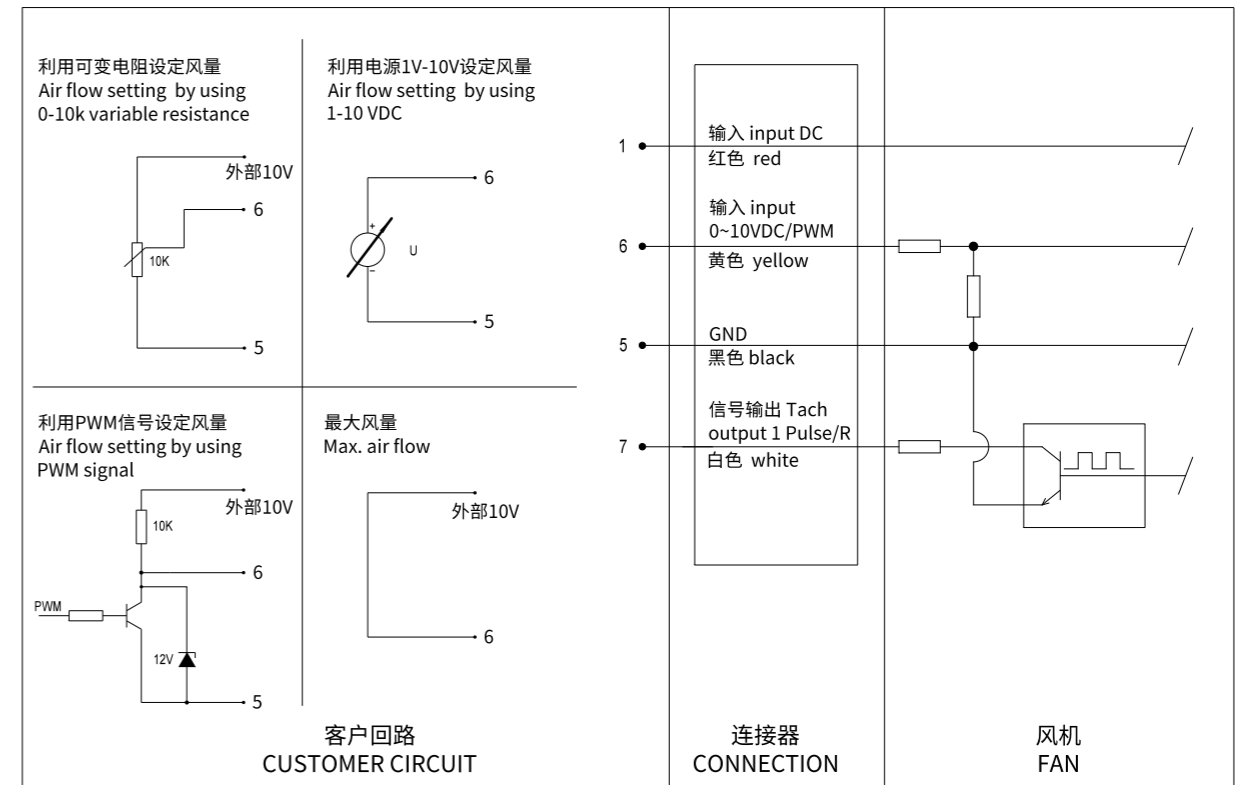 利用可变电阻设定风量
Air flow setting by using
0-10k variable resistance
外部10V
6
10K
5
利用电源1V-10V设定风量
Air flow setting by using
1-10 VDC
6
+
U
−
5
利用PWM信号设定风量
Air flow setting by using
PWM signal
外部10V
10K
6
PWM
12V
5
最大风量
Max. air flow
外部10V
6
客户回路
CUSTOMER CIRCUIT
1
输入 input DC
红色 red
输入 input
0~10VDC/PWM
6
黄色 yellow
GND
5
黑色 black
信号输出 Tach
output 1 Pulse/R
7
白色 white
连接器
CONNECTION
风机
FAN